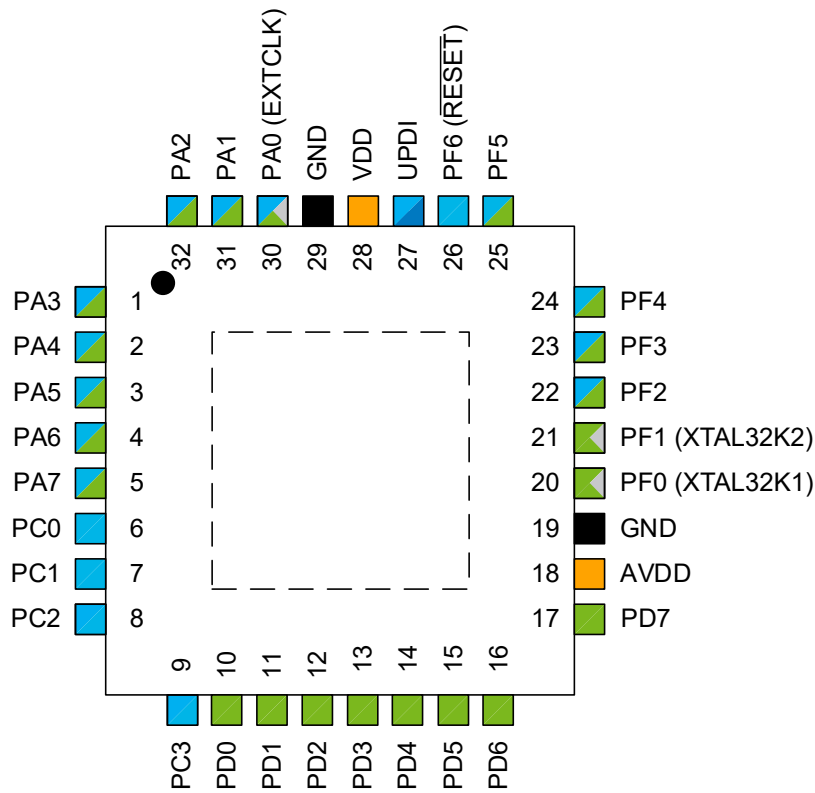 PA2
PA1
PA0 (EXTCLK)
GND
VDD
UPDI
PF6 (RESET)
PF5
32
31
30
29
28
27
26
25
PA3 1
PA4 2
PA5 3
PA6 4
PA7 5
PC0 6
PC1 7
PC2 8
24 PF4
23 PF3
22 PF2
21 PF1 (XTAL32K2)
20 PF0 (XTAL32K1)
19 GND
18 AVDD
17 PD7
9
10
11
12
13
14
15
16
PC3
PD0
PD1
PD2
PD3
PD4
PD5
PD6